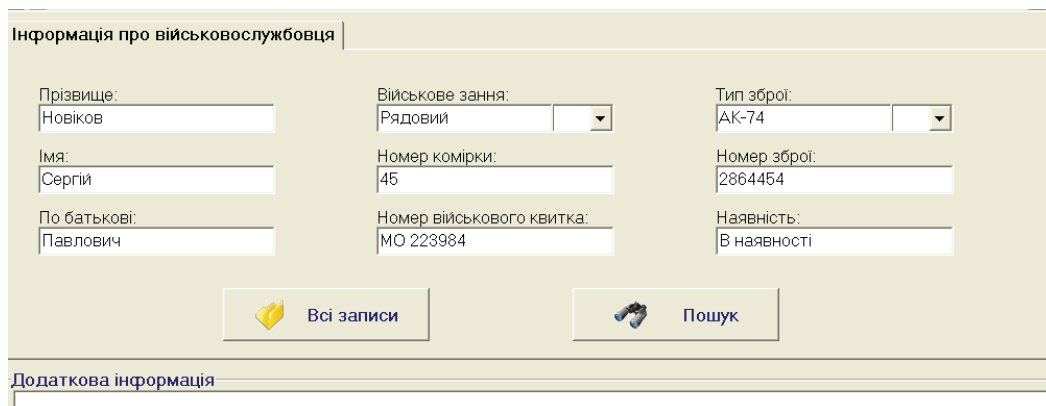 Інформація про військовослужбовця
Прізвище: Військове зання: Тип зброї:
Новіков Рядовий АК-74
Імя: Номер комірки: Номер зброї:
Сергій 45 2864454
По батькові: Номер військового квитка: Наявність:
Павлович МО 223984 В наявності
Всі записи Пошук
Додаткова інформація